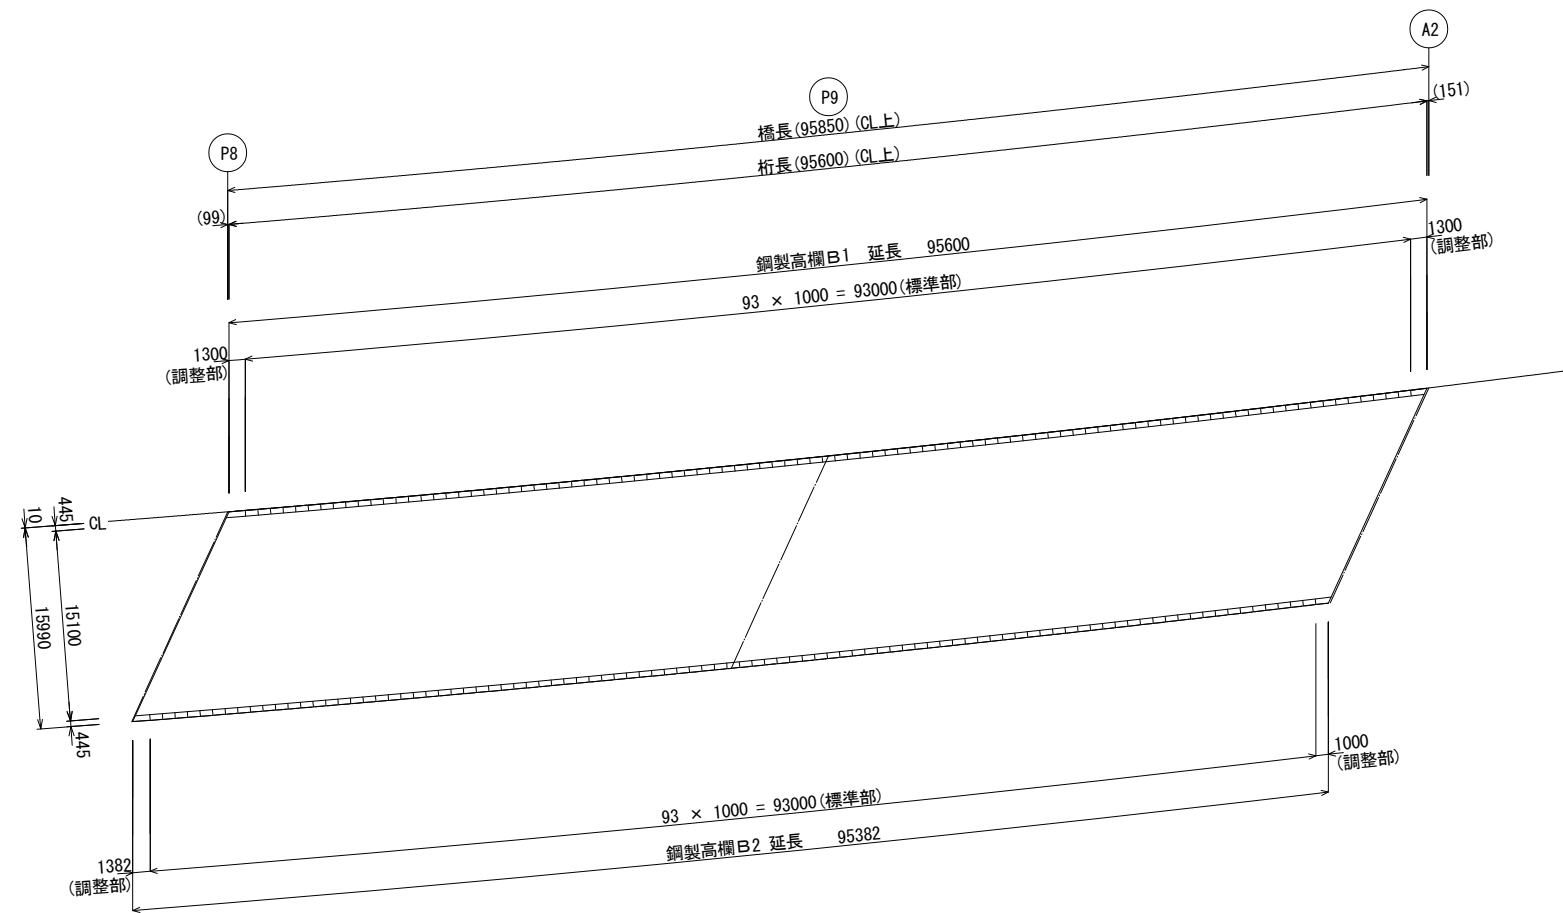 A2
P9
(151)
橋長(95850)(CL上)
P8
桁長(95600)(CL上)
(99)
1300
(調整部)
鋼製高欄B1 延長 95600
93 × 1000 = 93000(標準部)
1300
(調整部)
445
10
CL
15100
15990
445
1000
(調整部)
93 × 1000 = 93000(標準部)
鋼製高欄B2 延長 95382
1382
(調整部)